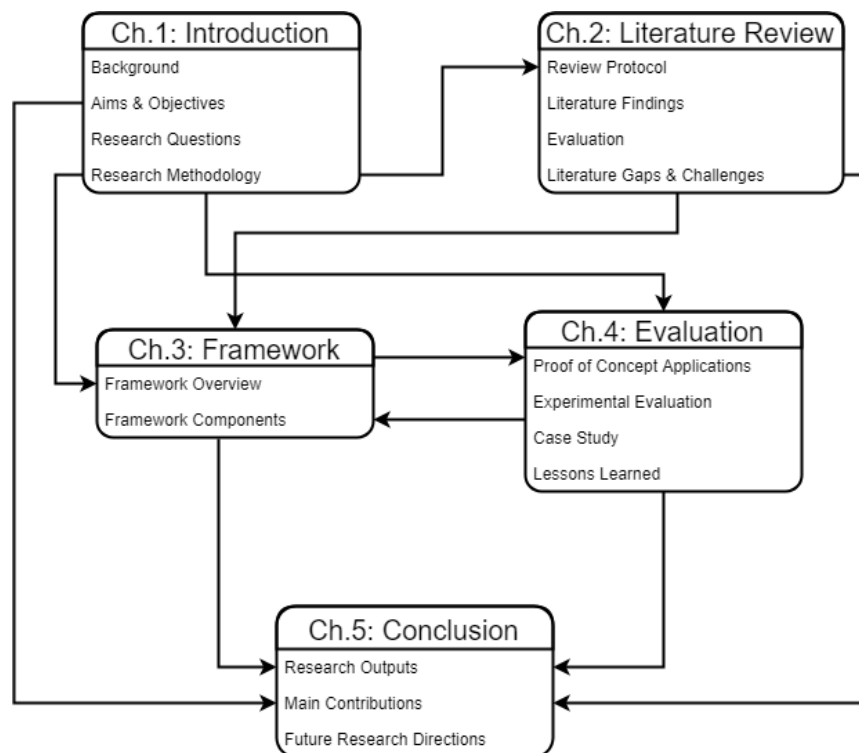 Ch.1: Introduction
Background
Aims & Objectives
Research Questions
Research Methodology
Ch.2: Literature Review
Review Protocol
Literature Findings
Evaluation
Literature Gaps & Challenges
Ch.3: Framework
Framework Overview
Framework Components
Ch.4: Evaluation
Proof of Concept Applications
Experimental Evaluation
Case Study
Lessons Learned
Ch.5: Conclusion
Research Outputs
Main Contributions
Future Research Directions